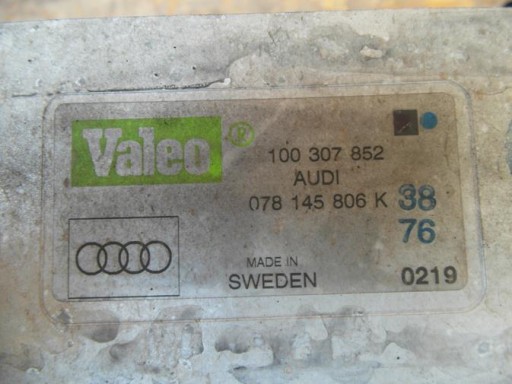 Valeo®
100 307 852
AUDI
078 145 806 K 38
76
MADE IN
SWEDEN
0219